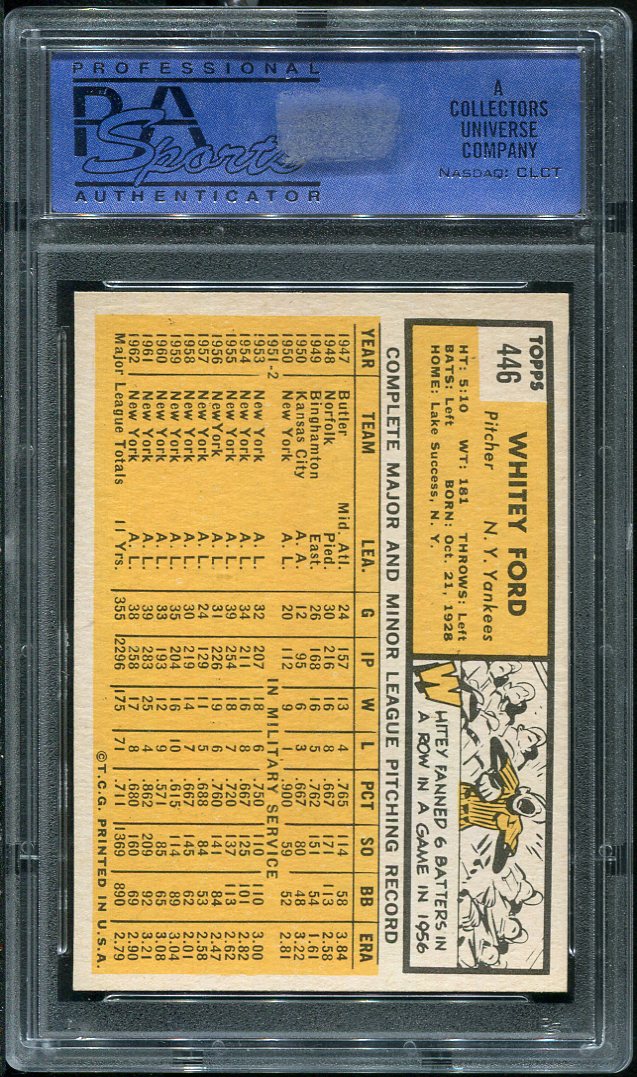 PROFESSIONAL
PSA
Sports
AUTHENTICATOR
A
COLLECTORS
UNIVERSE
COMPANY
NASDAQ: CLCT
TOPPS
446
WHITEY FORD
Pitcher N. Y. Yankees
HT: 5:10 WT: 181 THROWS: Left
BATS: Left BORN: Oct. 21, 1928
HOME: Lake Success, N. Y.
WHITEY FANNED 6 BATTERS IN
A ROW IN A GAME IN 1956
COMPLETE MAJOR AND MINOR LEAGUE PITCHING RECORD
YEAR TEAM LEA. G IP W L PCT SO BB ERA
1947 Butler Mid. Atl. 24 157 13 4 .765 114 58 3.84
1948 Norfolk Pied. 30 216 16 8 .667 171 113 2.58
1949 Binghamton East. 26 168 16 5 .762 151 54 1.61
1950 Kansas City A. A. 12 95 6 3 .667 80 48 3.22
1950 New York A. L. 20 112 9 1 .900 59 52 2.81
1951-2 IN MILITARY SERVICE
1953 New York A. L. 32 207 18 6 .750 110 110 3.00
1954 New York A. L. 34 211 16 8 .667 125 101 2.82
1955 New York A. L. 39 254 18 7 .720 137 113 2.62
1956 New York A. L. 31 226 19 6 .760 141 84 2.47
1957 New York A. L. 24 129 11 5 .688 84 53 2.58
1958 New York A. L. 30 219 14 7 .667 145 62 2.01
1959 New York A. L. 35 204 16 10 .615 114 89 3.04
1960 New York A. L. 33 193 12 9 .571 85 65 3.08
1961 New York A. L. 39 283 25 4 .862 209 92 3.21
1962 New York A. L. 38 258 17 8 .680 160 69 2.90
Major League Totals 11 Yrs. 355 2296 175 71 .711 1369 890 2.79
©T.C.G. PRINTED IN U.S.A.